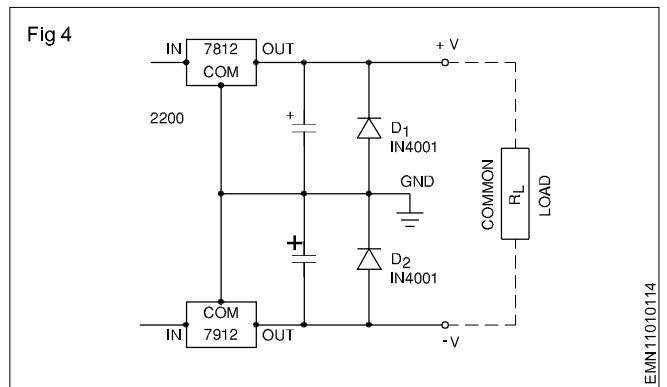 Fig 4
IN 7812 OUT
COM
+ V
2200
+
D1
IN4001
GND
COMMON
RL
LOAD
+
D2
IN4001
COM
IN 7912 OUT
- V
EMN11010114